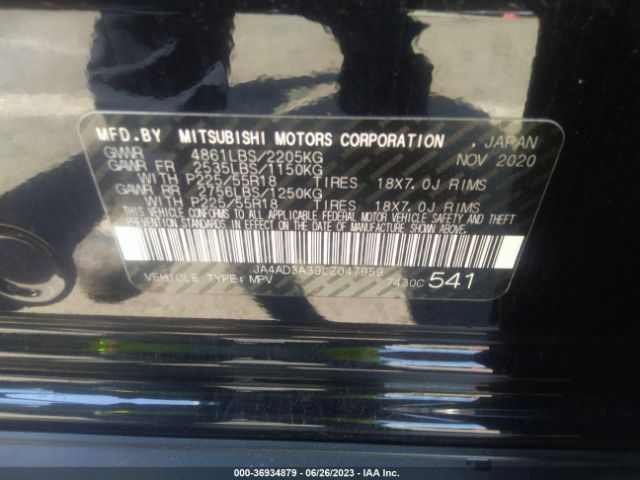 MFD.BY MITSUBISHI MOTORS CORPORATION . JAPAN
GVWR 4861LBS/2205KG NOV 2020
GAWR FR 2535LBS/1150KG
WITH P225/55R18 TIRES 18X7.0J RIMS
GAWR RR 2756LBS/1250KG
WITH P225/55R18 TIRES 18X7.0J RIMS
THIS VEHICLE CONFORMS TO ALL APPLICABLE FEDERAL MOTOR VEHICLE SAFETY AND THEFT
PREVENTION STANDARDS IN EFFECT ON THE DATE OF MANUFACTURE SHOWN ABOVE.
JA4AD3A39LZ047959
VEHICLE TYPE: MPV 7430C 541
000-36934879 - 06/26/2023 - IAA Inc.